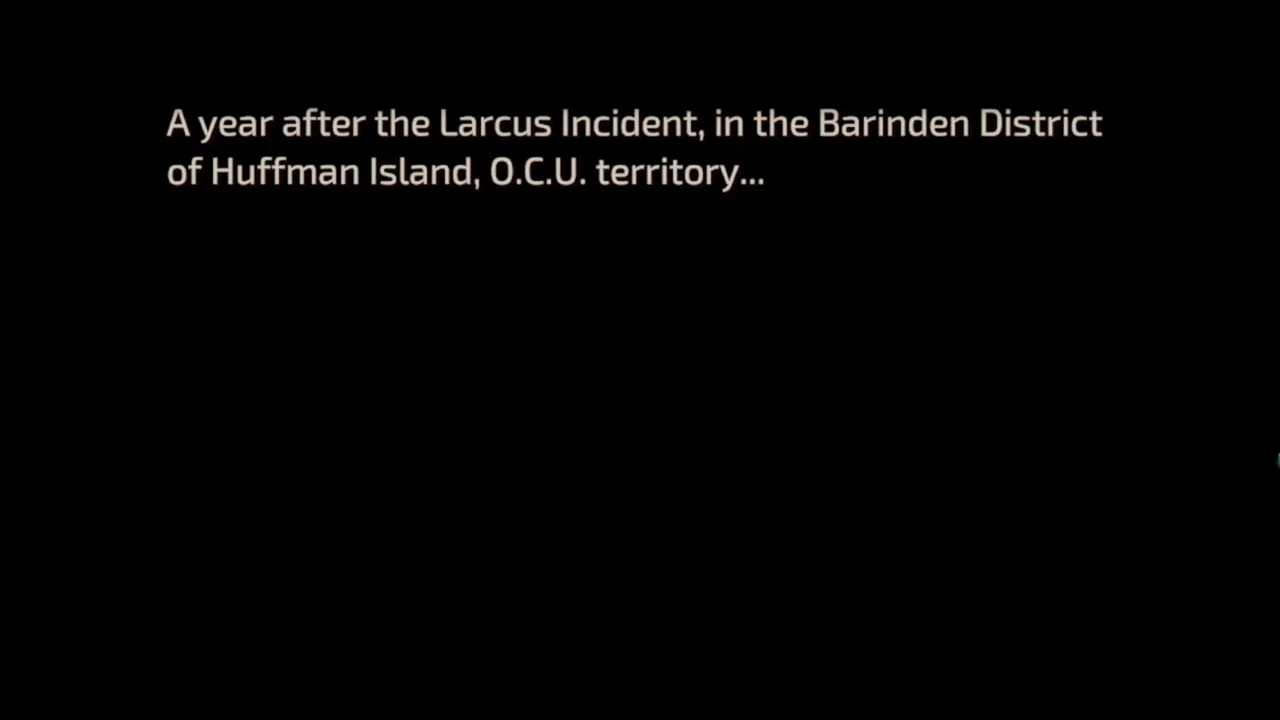 A year after the Larcus Incident, in the Barinden District
of Huffman Island, O.C.U. territory...